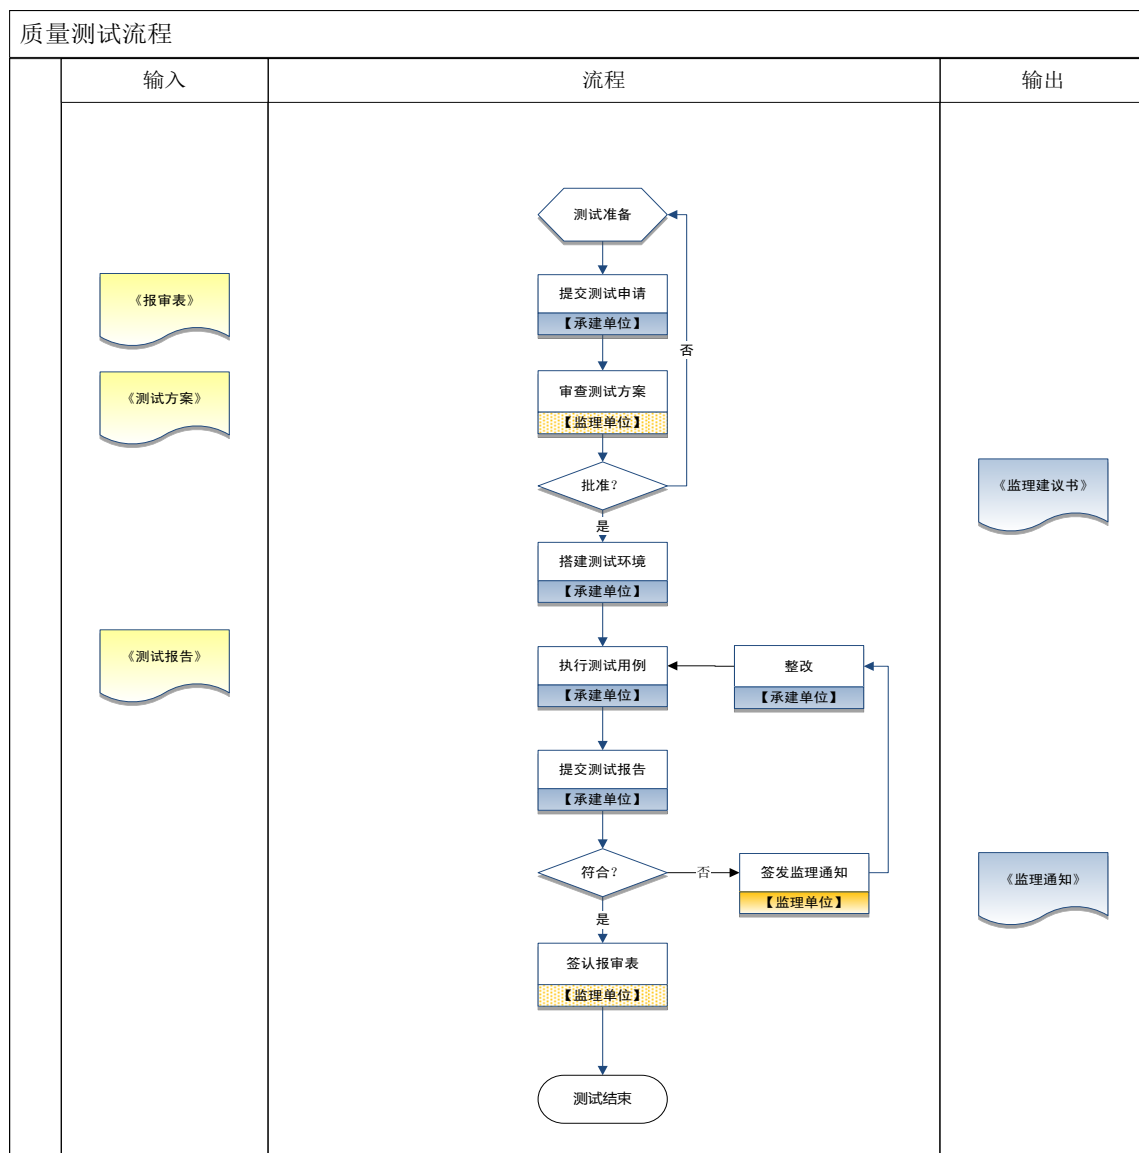 质量测试流程
输入
流程
输出
测试准备
《报审表》
提交测试申请
【承建单位】
否
《测试方案》
审查测试方案
【监理单位】
批准？
《监理建议书》
是
搭建测试环境
【承建单位】
《测试报告》
执行测试用例
【承建单位】
整改
【承建单位】
提交测试报告
【承建单位】
符合？
否
签发监理通知
【监理单位】
《监理通知》
是
签认报审表
【监理单位】
测试结束